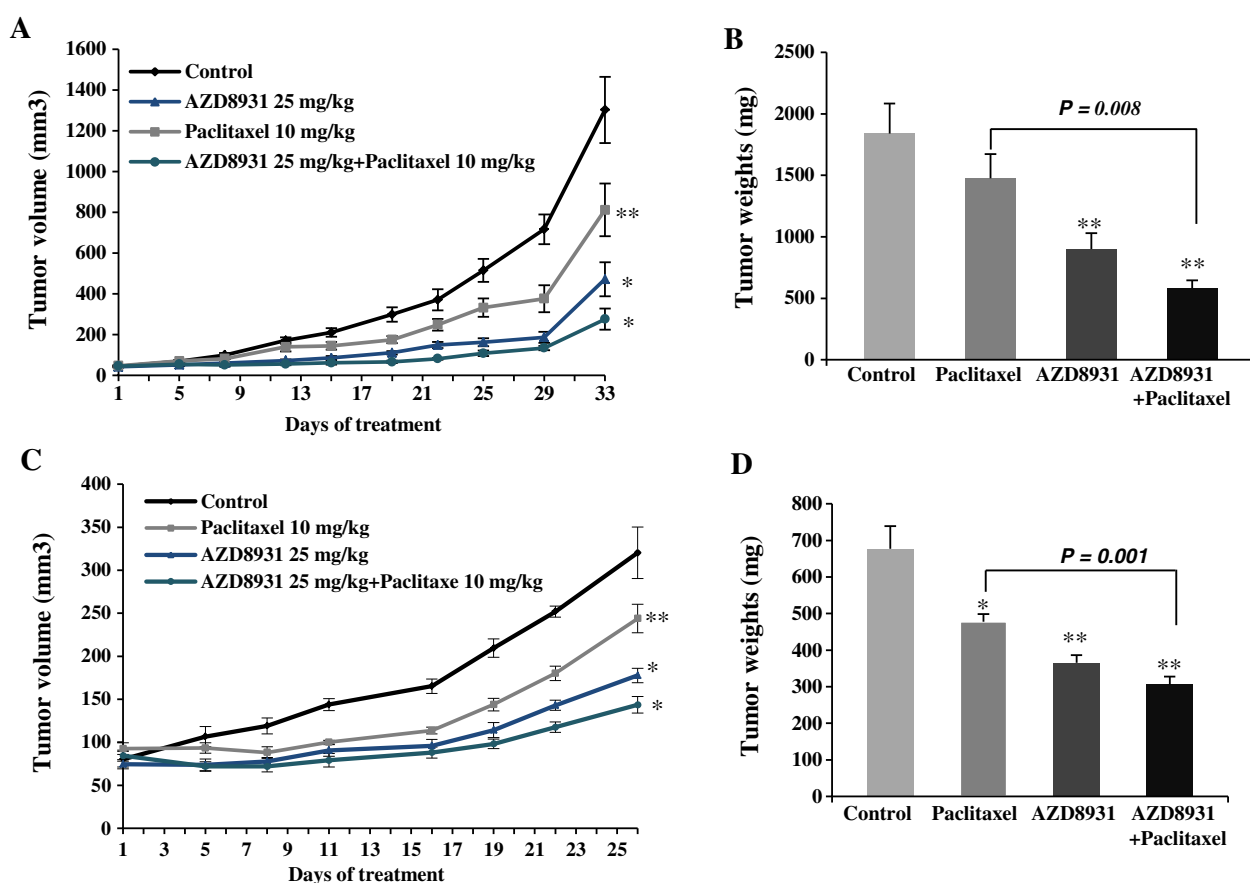 A
Tumor volume (mm3)
1600
1400
1200
1000
800
600
400
200
0
Control
AZD8931 25 mg/kg
Paclitaxel 10 mg/kg
AZD8931 25 mg/kg+Paclitaxel 10 mg/kg
**
*
*
1 5 9 13 17 21 25 29 33
Days of treatment
B
Tumor weights (mg)
2500
2000
1500
1000
500
0
P = 0.008
**
**
Control Paclitaxel AZD8931 AZD8931
+Paclitaxel
C
Tumor volume (mm3)
400
350
300
250
200
150
100
50
0
Control
Paclitaxel 10 mg/kg
AZD8931 25 mg/kg
AZD8931 25 mg/kg+Paclitaxe 10 mg/kg
**
*
*
1 3 5 7 9 11 13 15 17 19 21 23 25
Days of treatment
D
Tumor weights (mg)
800
700
600
500
400
300
200
100
0
P = 0.001
*
**
**
Control Paclitaxel AZD8931 AZD8931
+Paclitaxel